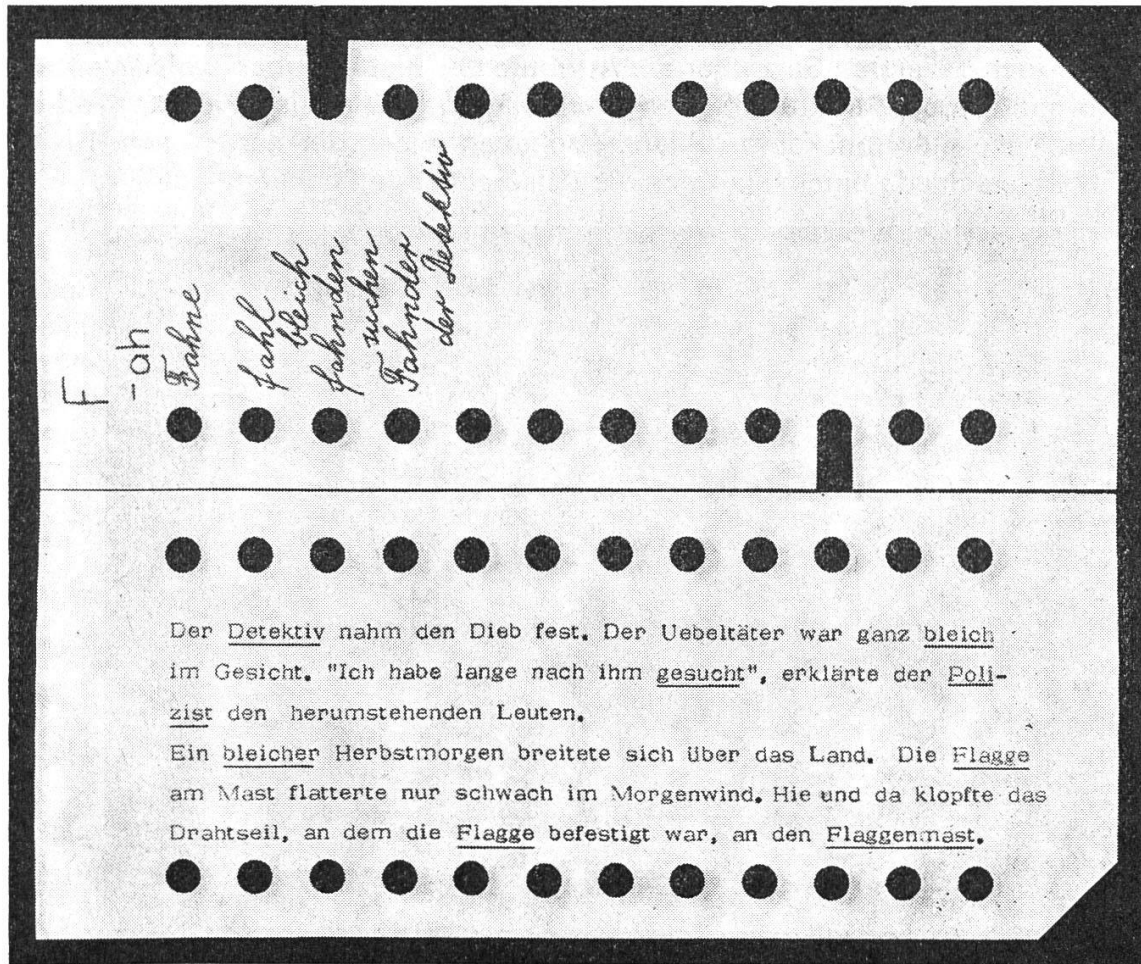 F
-ah
Fahne
fahl
bleich
fahnden
suchen
Fahnder
der Detektiv
Der Detektiv nahm den Dieb fest. Der Uebeltäter war ganz bleich
im Gesicht. "Ich habe lange nach ihm gesucht", erklärte der Poli-
zist den herumstehenden Leuten.
Ein bleicher Herbstmorgen breitete sich über das Land. Die Flagge
am Mast flatterte nur schwach im Morgenwind. Hie und da klopfte das
Drahtseil, an dem die Flagge befestigt war, an den Flaggenmast.